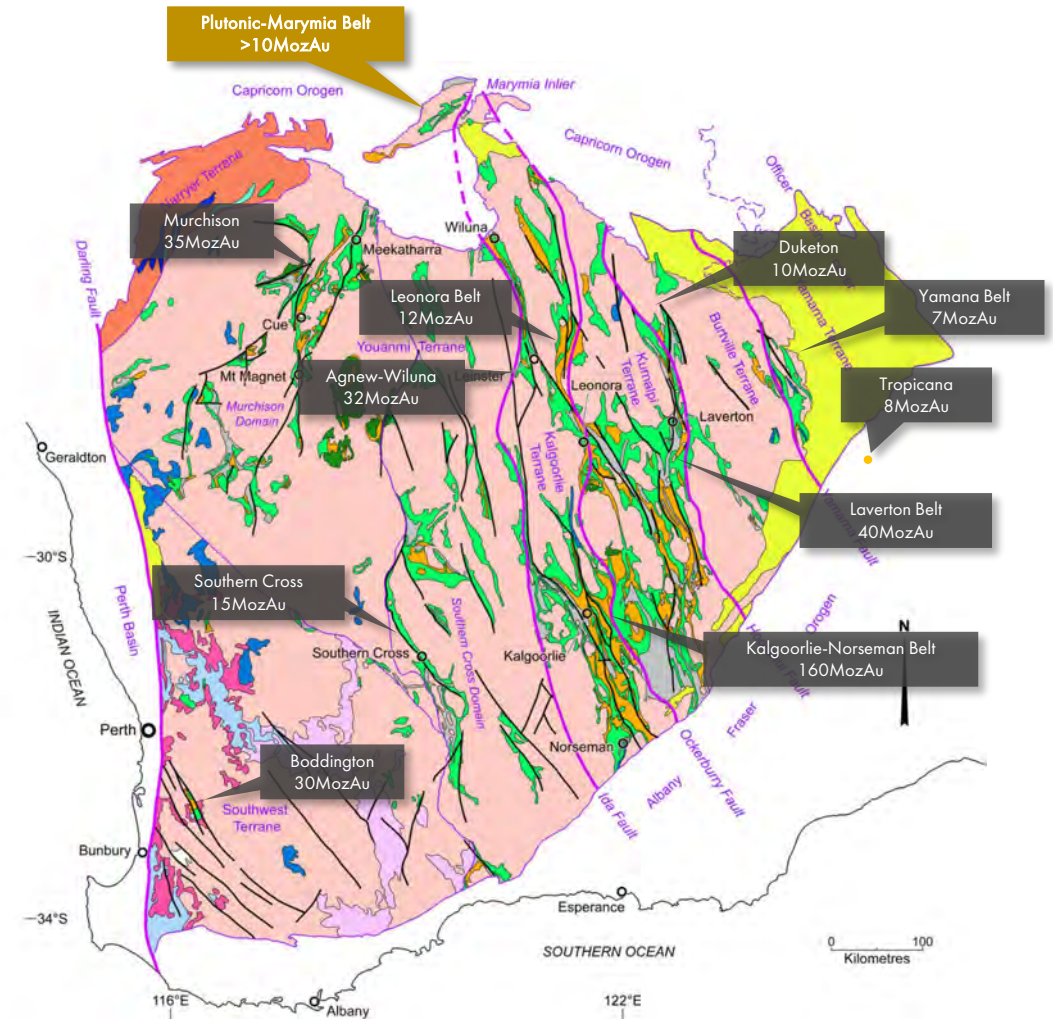 Plutonic-Marymia Belt
>10MozAu
Marymia Inlier
Capricorn Orogen
Capricorn Orogen
Officer
Murchison
35MozAu
Meekatharra
Wiluna
Duketon
10MozAu
Darling Fault
Leonora Belt
12MozAu
Yamana Belt
7MozAu
Cue
Youanmi Terrane
Agnew-Wiluna
32MozAu
Leinster
Mt Magnet
Murchison
Domain
Leonora
Kurnalpi
Terrane
Burtville Terrane
Tropicana
8MozAu
Laverton
Geraldton
Kalgoorlie
Terrane
Laverton Belt
40MozAu
Yamarna Fault
30°S
Southern Cross
15MozAu
Perth Basin
INDIAN OCEAN
Southern Cross
Southern Cross Domain
Kalgoorlie
Kalgoorlie-Norseman Belt
160MozAu
Orogen
Fault
N
Fraser
Perth
Norseman
Ockerburry Fault
Albany
Ida Fault
Boddington
30MozAu
Southwest
Terrane
Bunbury
Esperance
34°S
SOUTHERN OCEAN
0 100
Kilometres
Albany
116°E
122°E